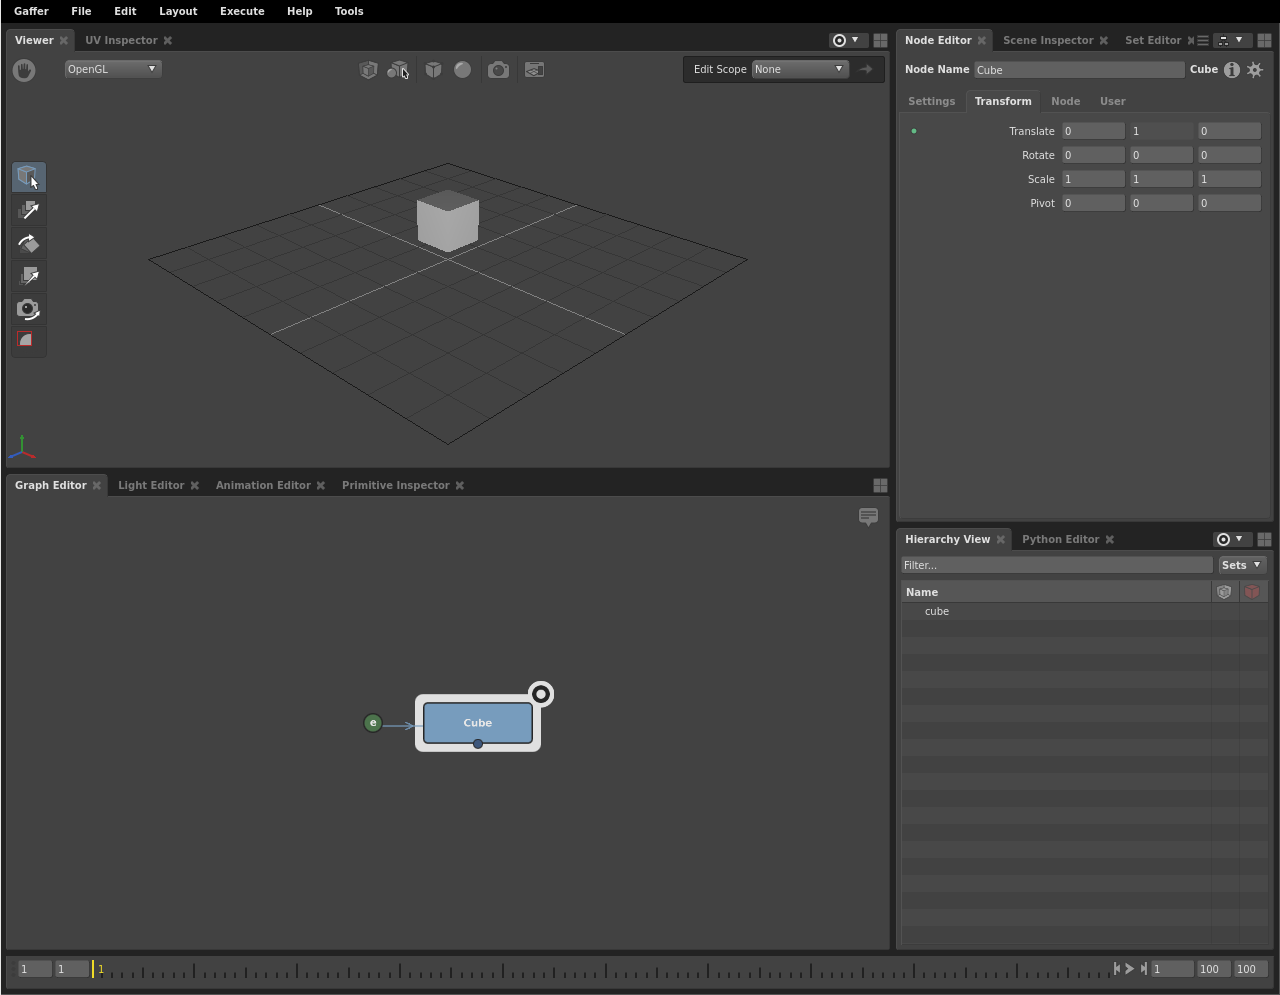 Gaffer File Edit Layout Execute Help Tools
Viewer UV Inspector
OpenGL
Edit Scope None
Node Editor Scene Inspector Set Editor
Node Name Cube Cube
Settings Transform Node User
Translate 0 1 0
Rotate 0 0 0
Scale 1 1 1
Pivot 0 0 0
Graph Editor Light Editor Animation Editor Primitive Inspector
e Cube
Hierarchy View Python Editor
Filter... Sets
Name
cube
1 1 1 1 100 100